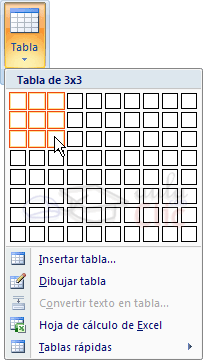 Tabla
Tabla de 3x3
Insertar tabla...
Dibujar tabla
Convertir texto en tabla...
Hoja de cálculo de Excel
Tablas rápidas